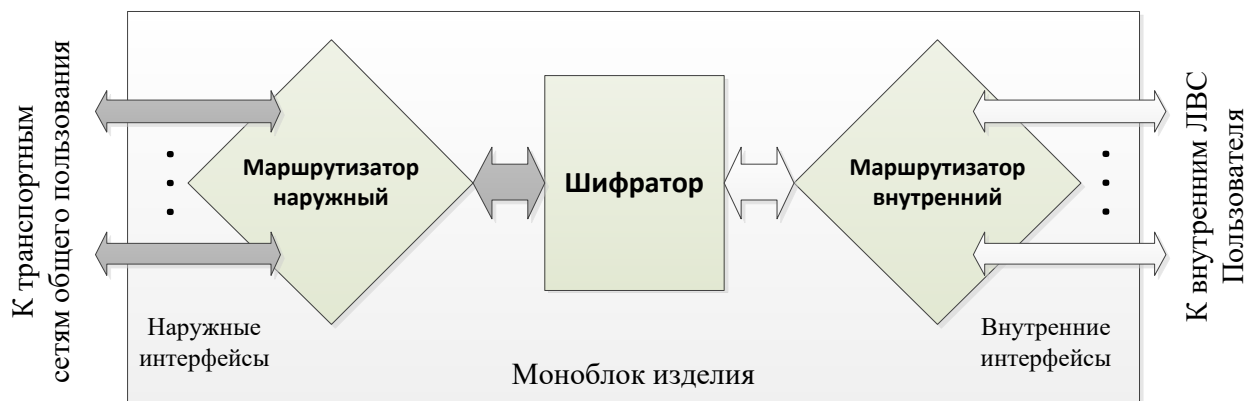 К транспортным
сетям общего пользования
Маршрутизатор
наружный
Шифратор
Маршрутизатор
внутренний
К внутренним ЛВС
Пользователя
Наружные
интерфейсы
Внутренние
интерфейсы
Моноблок изделия